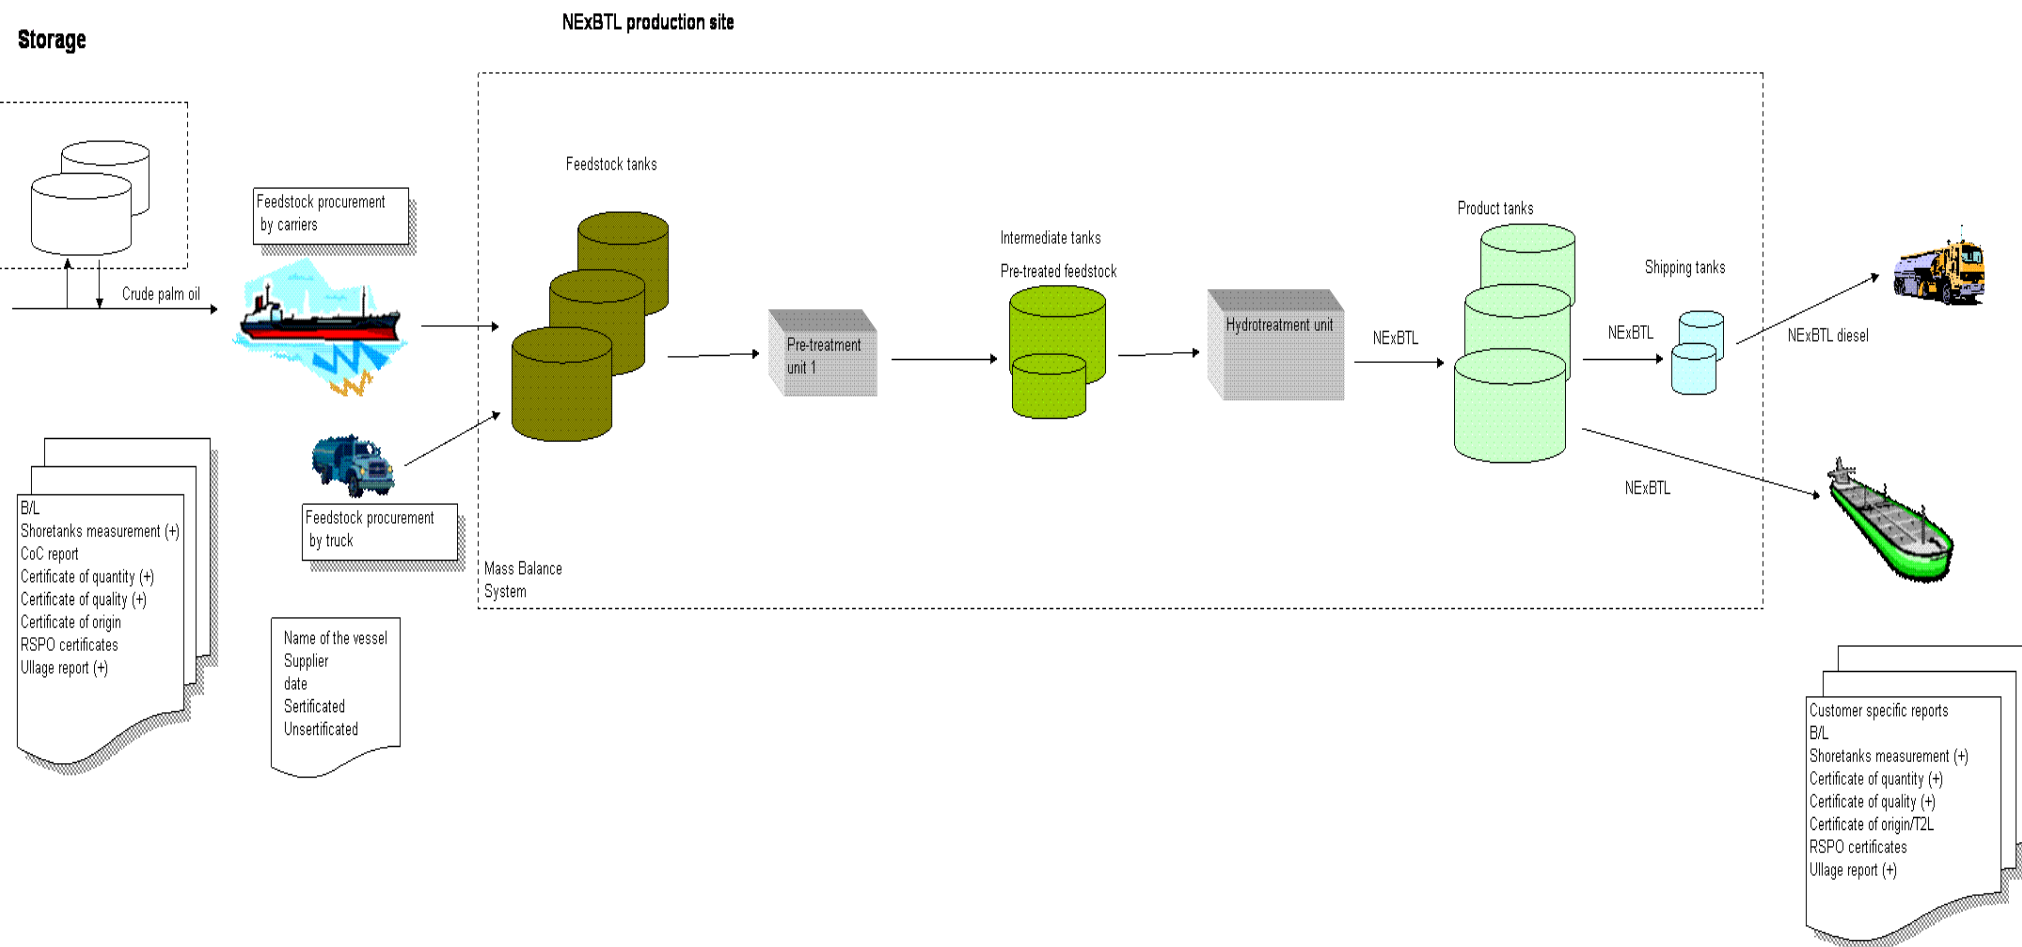 NExBTL production site
Storage
Feedstock tanks
Feedstock procurement
by carriers
Product tanks
Intermediate tanks
Pre-treated feedstock
Shipping tanks
Crude palm oil
Hydrotreatment unit
Pre-treatment
unit 1
NExBTL
NExBTL
NExBTL diesel
NExBTL
B/L
Shoretanks measurement (+)
CoC report
Certificate of quantity (+)
Certificate of quality (+)
Certificate of origin
RSPO certificates
Ullage report (+)
Feedstock procurement
by truck
Mass Balance
System
Name of the vessel
Supplier
date
Sertificated
Unsertificated
Customer specific reports
B/L
Shoretanks measurement (+)
Certificate of quantity (+)
Certificate of quality (+)
Certificate of origin/T2L
RSPO certificates
Ullage report (+)